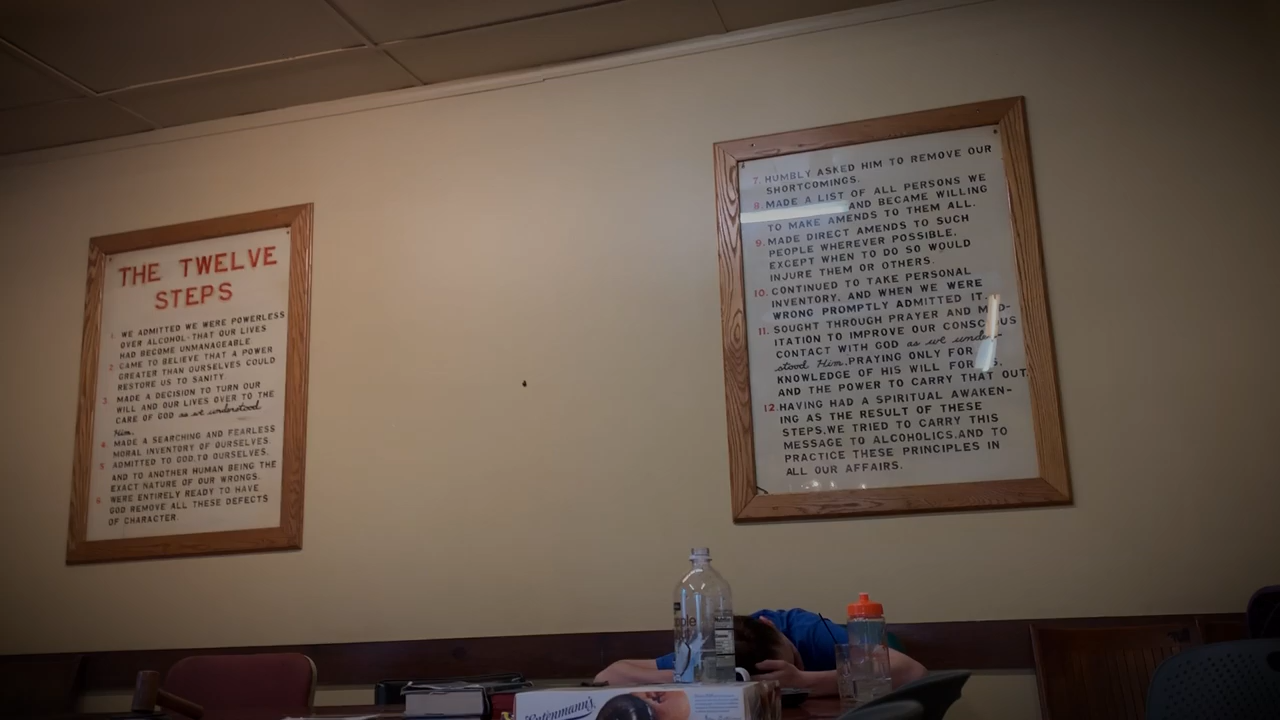 THE TWELVE
STEPS
1. WE ADMITTED WE WERE POWERLESS
OVER ALCOHOL-THAT OUR LIVES
HAD BECOME UNMANAGEABLE
2. CAME TO BELIEVE THAT A POWER
GREATER THAN OURSELVES COULD
RESTORE US TO SANITY
3. MADE A DECISION TO TURN OUR
WILL AND OUR LIVES OVER TO THE
CARE OF GOD as we understood
Him.
4. MADE A SEARCHING AND FEARLESS
MORAL INVENTORY OF OURSELVES.
5. ADMITTED TO GOD,TO OURSELVES,
AND TO ANOTHER HUMAN BEING THE
EXACT NATURE OF OUR WRONGS.
6. WERE ENTIRELY READY TO HAVE
GOD REMOVE ALL THESE DEFECTS
OF CHARACTER.
7. HUMBLY ASKED HIM TO REMOVE OUR
SHORTCOMINGS.
8. MADE A LIST OF ALL PERSONS WE
AND BECAME WILLING
TO MAKE AMENDS TO THEM ALL.
9. MADE DIRECT AMENDS TO SUCH
PEOPLE WHEREVER POSSIBLE,
EXCEPT WHEN TO DO SO WOULD
INJURE THEM OR OTHERS.
10. CONTINUED TO TAKE PERSONAL
INVENTORY, AND WHEN WE WERE
WRONG PROMPTLY ADMITTED IT.
11. SOUGHT THROUGH PRAYER AND MED-
ITATION TO IMPROVE OUR CONSCIOUS
CONTACT WITH GOD as we under-
stood Him, PRAYING ONLY FOR
KNOWLEDGE OF HIS WILL FOR US,
AND THE POWER TO CARRY THAT OUT.
12. HAVING HAD A SPIRITUAL AWAKEN-
ING AS THE RESULT OF THESE
STEPS,WE TRIED TO CARRY THIS
MESSAGE TO ALCOHOLICS,AND TO
PRACTICE THESE PRINCIPLES IN
ALL OUR AFFAIRS.
Entenmann's